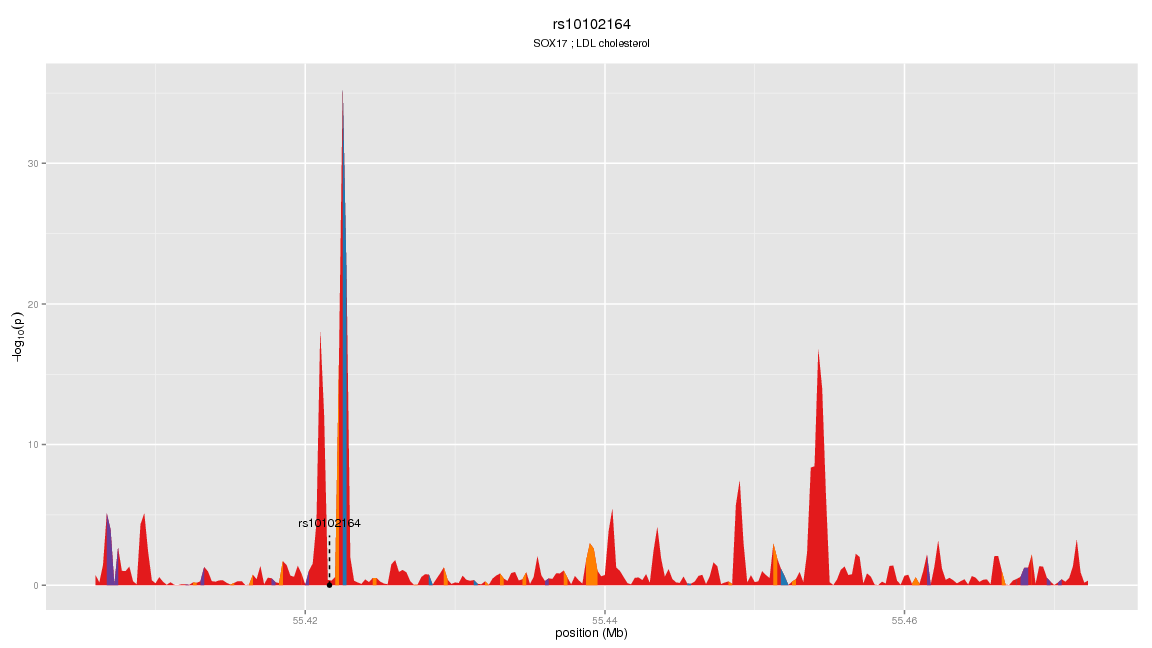 rs10102164
SOX17 ; LDL cholesterol
30
20
10
0
−log10(p)
rs10102164
55.42
55.44
55.46
position (Mb)